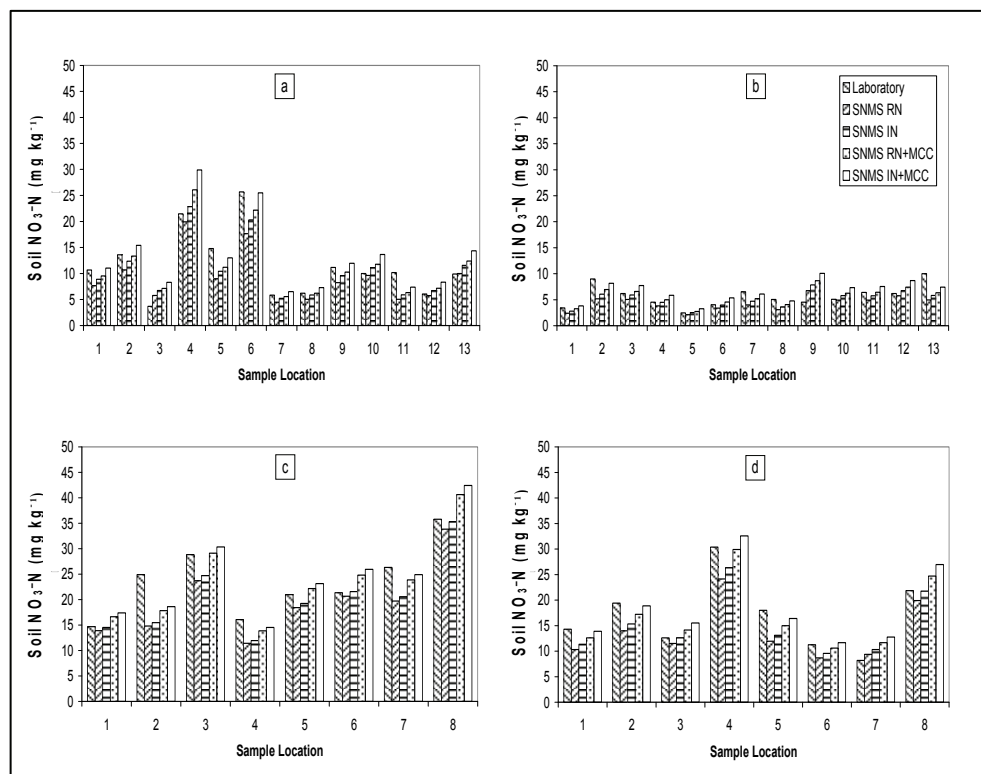 a
50
45
40
35
30
25
20
15
10
5
0
Soil NO₃-N (mg kg⁻¹)
1 2 3 4 5 6 7 8 9 10 11 12 13
Sample Location
b
Laboratory
SNMS RN
SNMS IN
SNMS RN+MCC
SNMS IN+MCC
50
45
40
35
30
25
20
15
10
5
0
Soil NO₃-N (mg kg⁻¹)
1 2 3 4 5 6 7 8 9 10 11 12 13
Sample Location
c
50
45
40
35
30
25
20
15
10
5
0
Soil NO₃-N (mg kg⁻¹)
1 2 3 4 5 6 7 8
Sample Location
d
50
45
40
35
30
25
20
15
10
5
0
Soil NO₃-N (mg kg⁻¹)
1 2 3 4 5 6 7 8
Sample Location